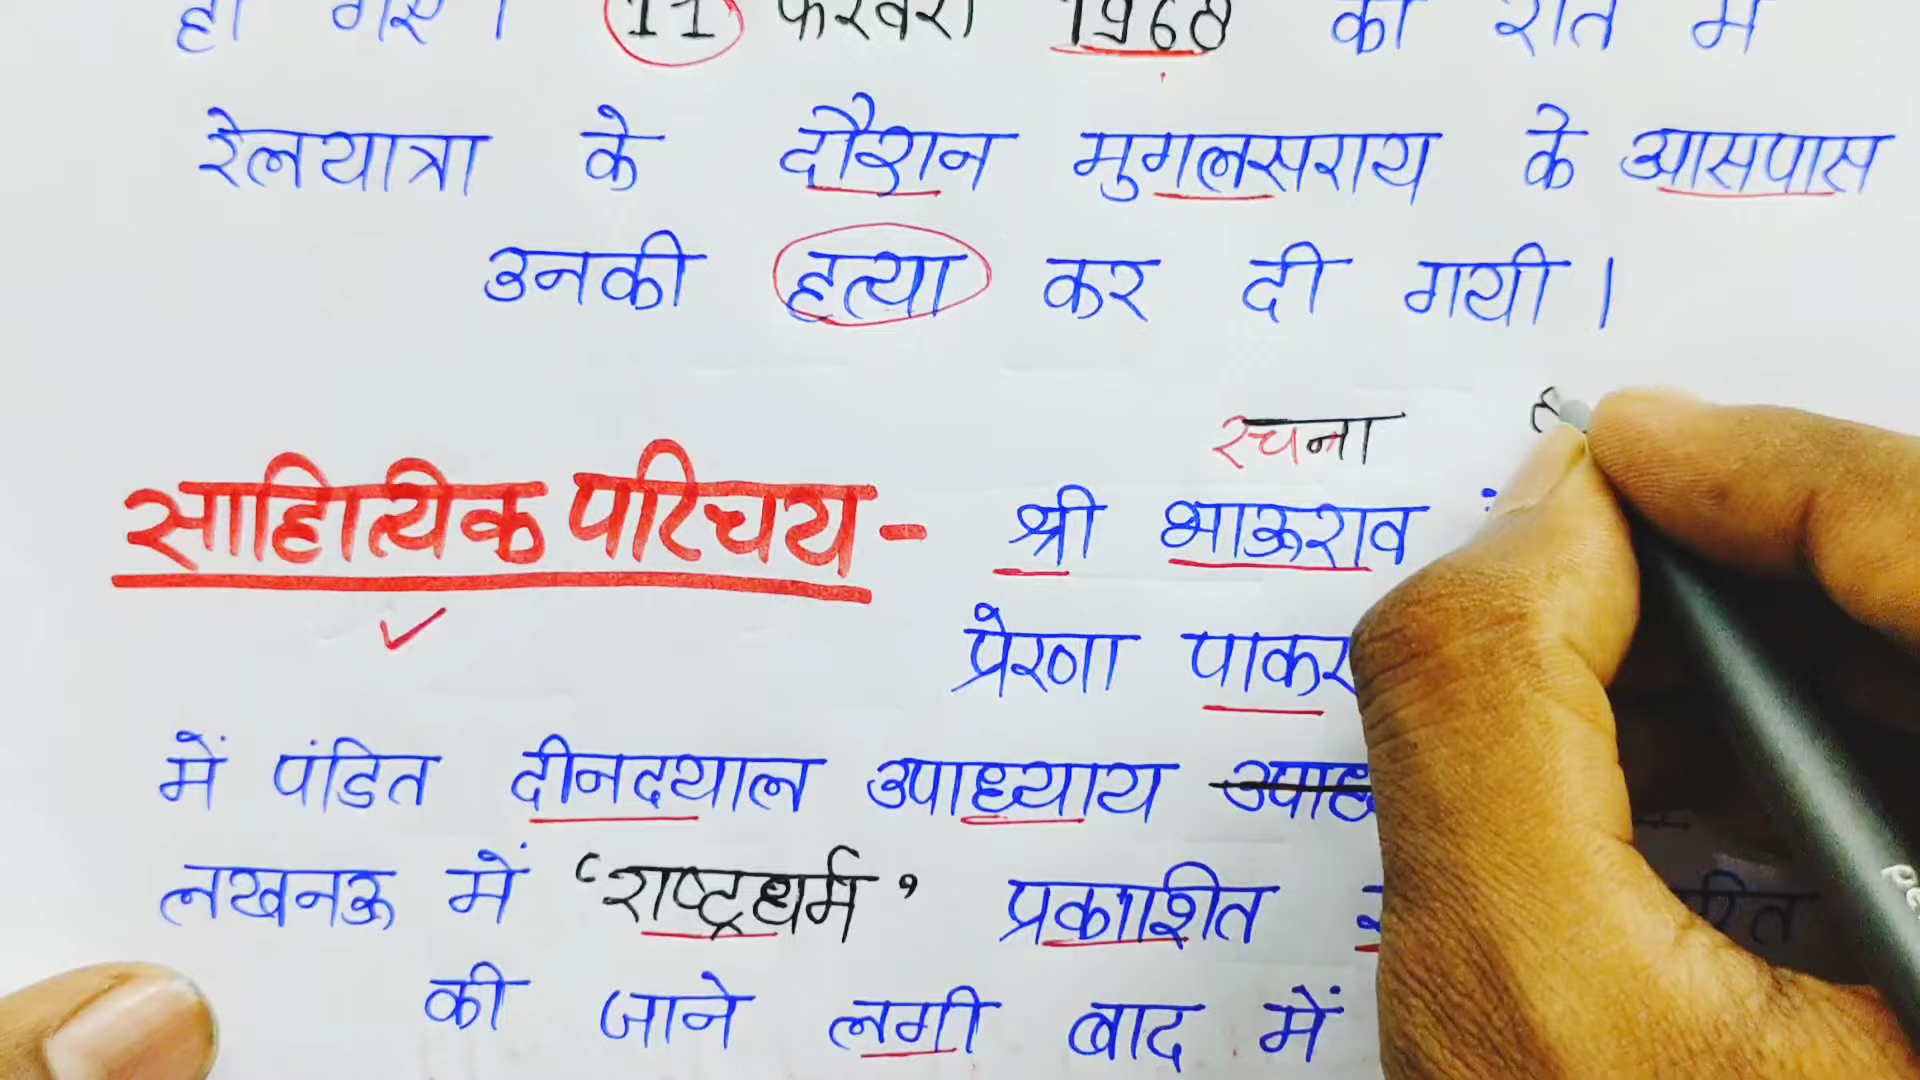 हो गए। 11 फरवरी 1968 की रात में
रेलयात्रा के दौरान मुगलसराय के आसपास
उनकी हत्या कर दी गयी।
रचना
साहित्यिक परिचय - श्री भाऊराव
प्रेरणा पाकर
में पंडित दीनदयाल उपाध्याय
लखनऊ में 'राष्ट्रधर्म' प्रकाशित
की जाने लगी बाद में